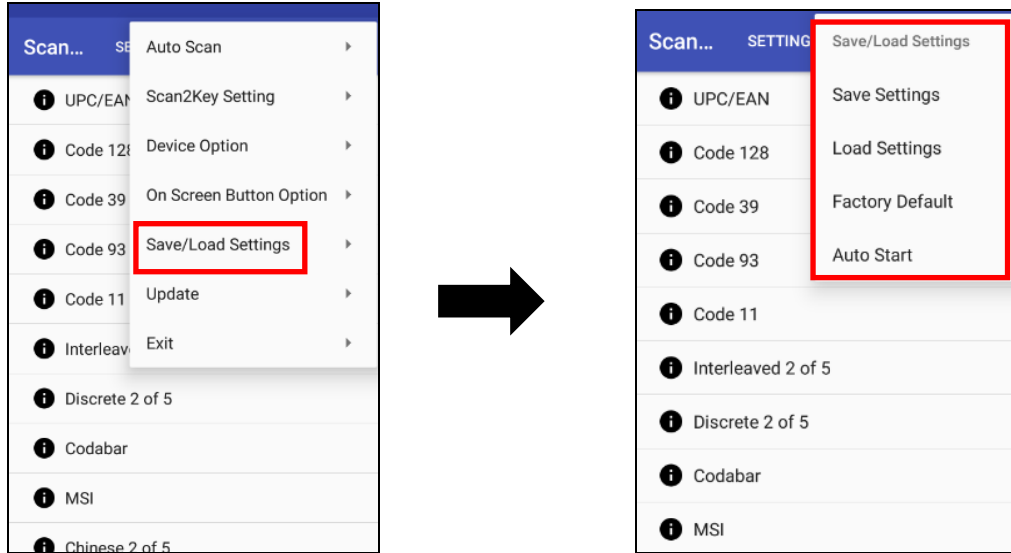 Scan...
SE
Auto Scan
UPC/EAN
Scan2Key Setting
Code 128
Device Option
Code 39
On Screen Button Option
Code 93
Save/Load Settings
Code 11
Update
Interleav
Exit
Discrete 2 of 5
Codabar
MSI
Chinese 2 of 5
Scan...
SETTING
Save/Load Settings
UPC/EAN
Save Settings
Code 128
Load Settings
Code 39
Factory Default
Code 93
Auto Start
Code 11
Interleaved 2 of 5
Discrete 2 of 5
Codabar
MSI